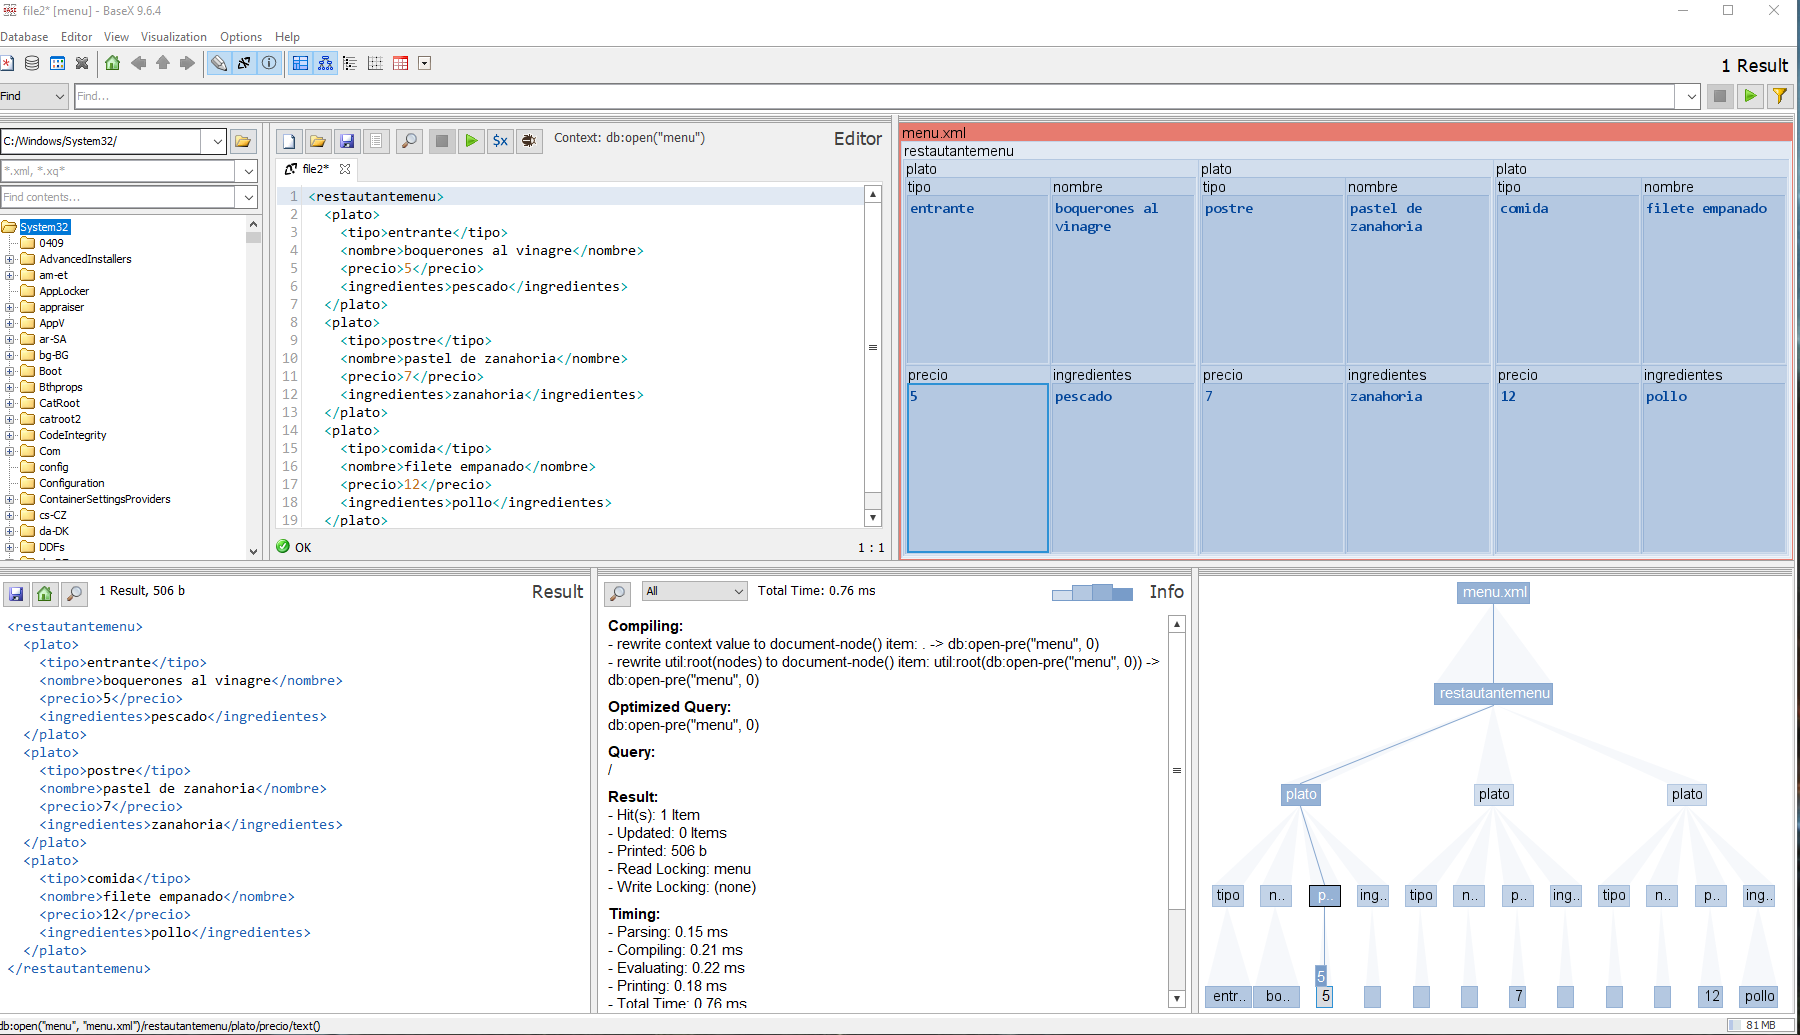 file2* [menu] - BaseX 9.6.4
Database Editor View Visualization Options Help
1 Result
Find Find...
C:/Windows/System32/
*.xml, *.xq*
Find contents...
System32
0409
AdvancedInstallers
am-et
AppLocker
appraiser
AppV
ar-SA
bg-BG
Boot
Bthprops
CatRoot
catroot2
CodeIntegrity
Com
config
Configuration
ContainerSettingsProviders
cs-CZ
da-DK
DDFs
$x Context: db:open("menu") Editor
file2*
1 <restautantemenu>
2 <plato>
3 <tipo>entrante</tipo>
4 <nombre>boquerones al vinagre</nombre>
5 <precio>5</precio>
6 <ingredientes>pescado</ingredientes>
7 </plato>
8 <plato>
9 <tipo>postre</tipo>
10 <nombre>pastel de zanahoria</nombre>
11 <precio>7</precio>
12 <ingredientes>zanahoria</ingredientes>
13 </plato>
14 <plato>
15 <tipo>comida</tipo>
16 <nombre>filete empanado</nombre>
17 <precio>12</precio>
18 <ingredientes>pollo</ingredientes>
19 </plato>
OK 1 : 1
menu.xml
restautantemenu
plato plato plato
tipo nombre tipo nombre tipo nombre
entrante boquerones al postre pastel de comida filete empanado
vinagre zanahoria
precio ingredientes precio ingredientes precio ingredientes
5 pescado 7 zanahoria 12 pollo
1 Result, 506 b Result
<restautantemenu>
<plato>
<tipo>entrante</tipo>
<nombre>boquerones al vinagre</nombre>
<precio>5</precio>
<ingredientes>pescado</ingredientes>
</plato>
<plato>
<tipo>postre</tipo>
<nombre>pastel de zanahoria</nombre>
<precio>7</precio>
<ingredientes>zanahoria</ingredientes>
</plato>
<plato>
<tipo>comida</tipo>
<nombre>filete empanado</nombre>
<precio>12</precio>
<ingredientes>pollo</ingredientes>
</plato>
</restautantemenu>
All Total Time: 0.76 ms Info
Compiling:
- rewrite context value to document-node() item: . -> db:open-pre("menu", 0)
- rewrite util:root(nodes) to document-node() item: util:root(db:open-pre("menu", 0)) ->
db:open-pre("menu", 0)
Optimized Query:
db:open-pre("menu", 0)
Query:
/
Result:
- Hit(s): 1 Item
- Updated: 0 Items
- Printed: 506 b
- Read Locking: menu
- Write Locking: (none)
Timing:
- Parsing: 0.15 ms
- Compiling: 0.21 ms
- Evaluating: 0.22 ms
- Printing: 0.18 ms
- Total Time: 0.76 ms
menu.xml
restautantemenu
plato plato plato
tipo n.. p.. ing.. tipo n.. p.. ing.. tipo n.. p.. ing..
5
entr.. bo.. 5 7 12 pollo
db:open("menu", "menu.xml")/restautantemenu/plato/precio/text() 81 MB